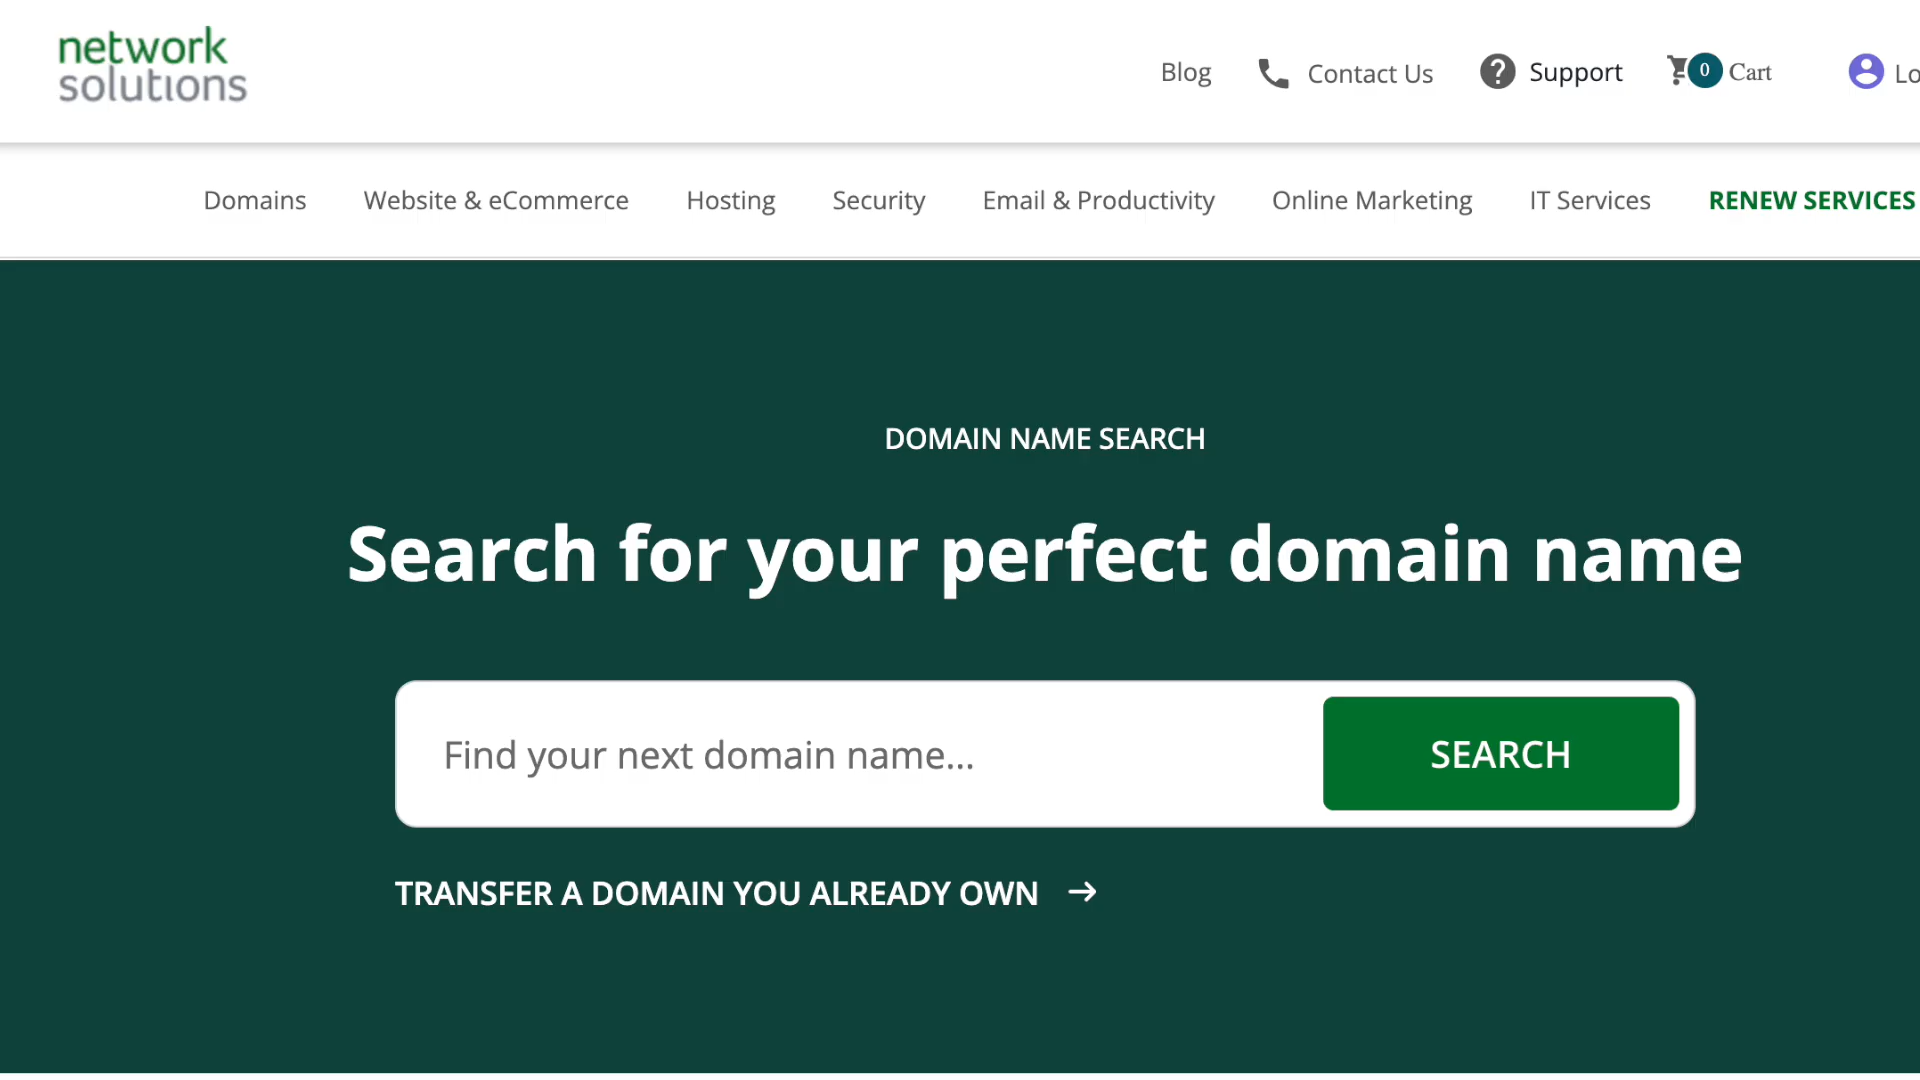 network
solutions
Blog
Contact Us
Support
0
Cart
Lo
Domains
Website & eCommerce
Hosting
Security
Email & Productivity
Online Marketing
IT Services
RENEW SERVICES
DOMAIN NAME SEARCH
Search for your perfect domain name
Find your next domain name...
SEARCH
TRANSFER A DOMAIN YOU ALREADY OWN →